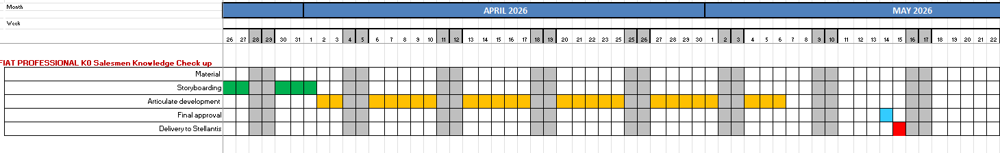 Month
APRIL 2026
MAY 2026
Week
26 27 28 29 30 31 1 2 3 4 5 6 7 8 9 10 11 12 13 14 15 16 17 18 19 20 21 22 23 25 25 26 27 28 29 30 1 2 3 4 5 6 7 8 9 10 11 12 13 14 15 16 17 18 19 20 21 22
FIAT PROFESSIONAL K0 Salesmen Knowledge Check up
Material
Storyboarding
Articulate development
Final approval
Delivery to Stellantis